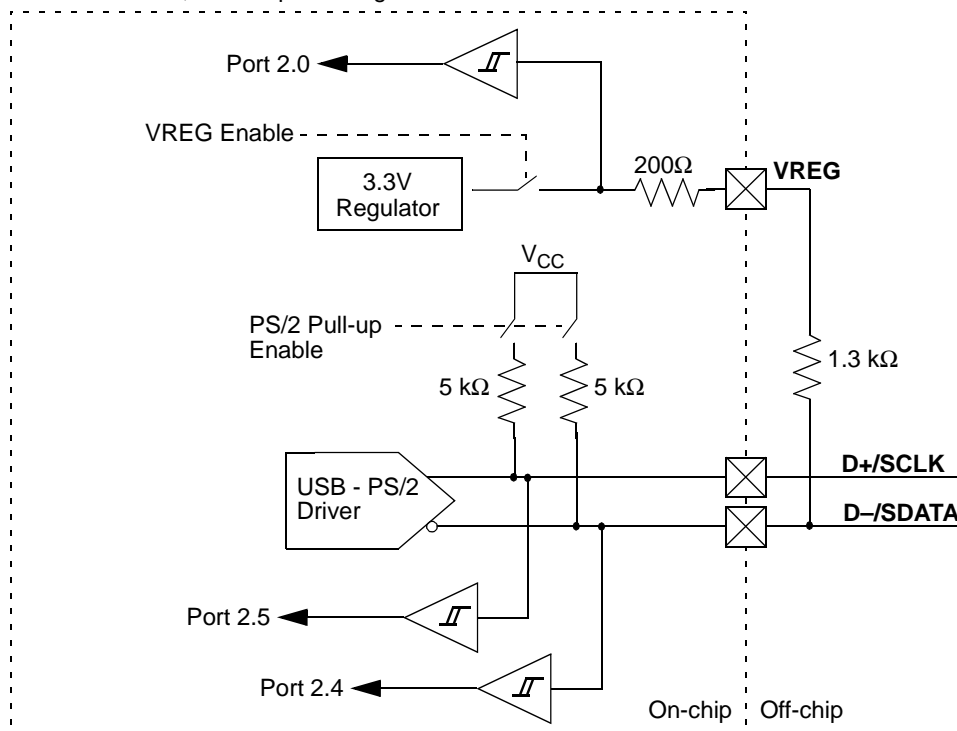 Port 2.0
VREG Enable
200Ω
VREG
3.3V
Regulator
VCC
PS/2 Pull-up
Enable
5 kΩ
5 kΩ
1.3 kΩ
USB - PS/2
Driver
D+/SCLK
D–/SDATA
Port 2.5
Port 2.4
On-chip
Off-chip